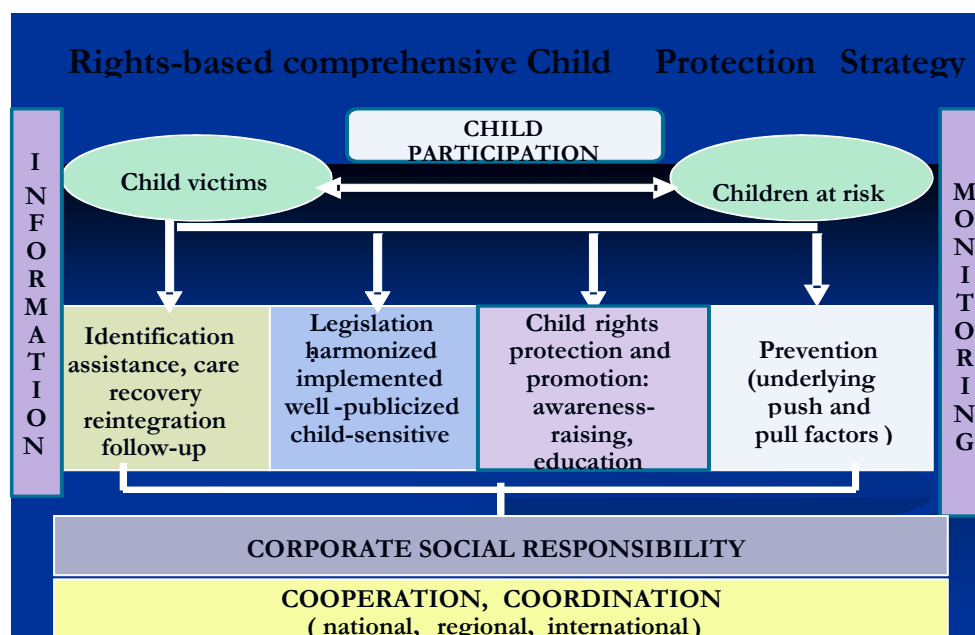 Rights-based comprehensive Child Protection Strategy
CHILD
PARTICIPATION
Child victims
Children at risk
INFORMATION
MONITORING
Identification
assistance, care
recovery
reintegration
follow-up
Legislation
harmonized
implemented
well -publicized
child-sensitive
Child rights
protection and
promotion:
awareness-
raising,
education
Prevention
(underlying
push and
pull factors )
CORPORATE SOCIAL RESPONSIBILITY
COOPERATION, COORDINATION
( national, regional, international )